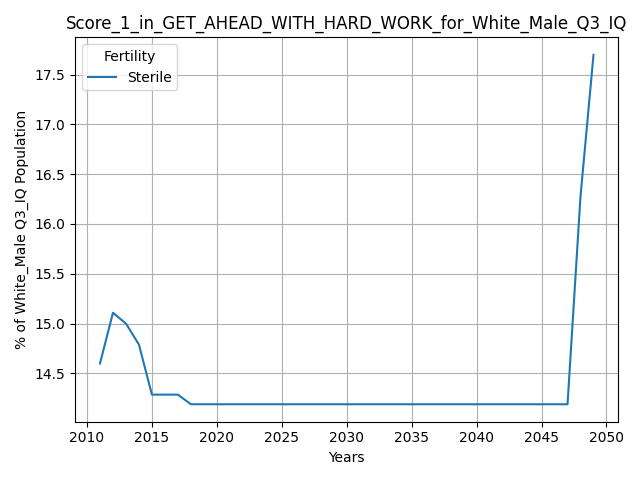 Score_1_in_GET_AHEAD_WITH_HARD_WORK_for_White_Male_Q3_IQ
Fertility
Sterile
17.5
17.0
16.5
16.0
15.5
15.0
14.5
% of White_Male Q3_IQ Population
2010 2015 2020 2025 2030 2035 2040 2045 2050
Years